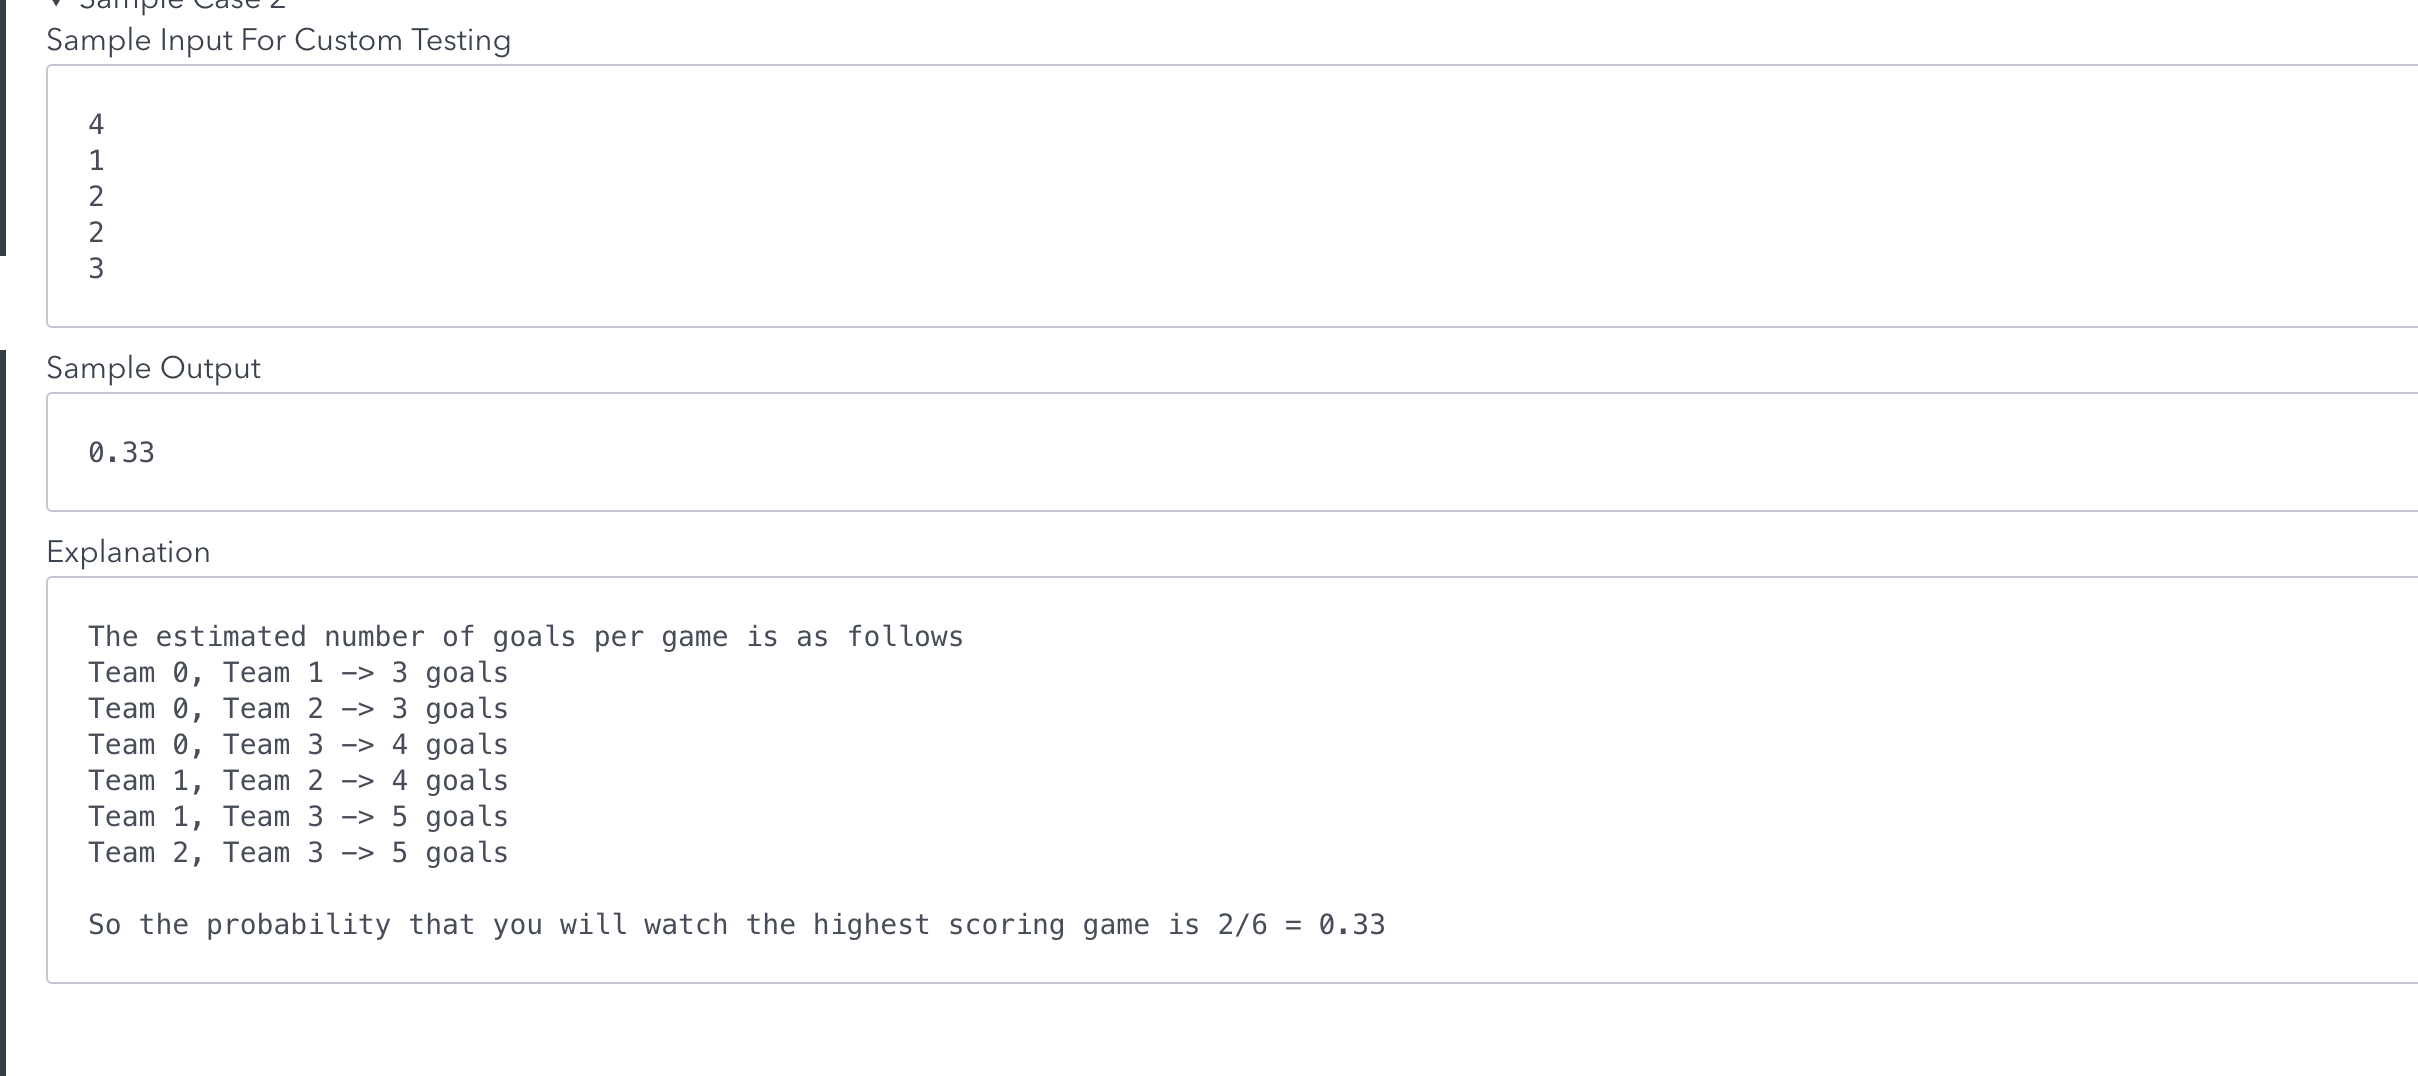 ▼ Sample Case 2
Sample Input For Custom Testing
4
1
2
2
3
Sample Output
0.33
Explanation
The estimated number of goals per game is as follows
Team 0, Team 1 –> 3 goals
Team 0, Team 2 –> 3 goals
Team 0, Team 3 –> 4 goals
Team 1, Team 2 –> 4 goals
Team 1, Team 3 –> 5 goals
Team 2, Team 3 –> 5 goals
So the probability that you will watch the highest scoring game is 2/6 = 0.33